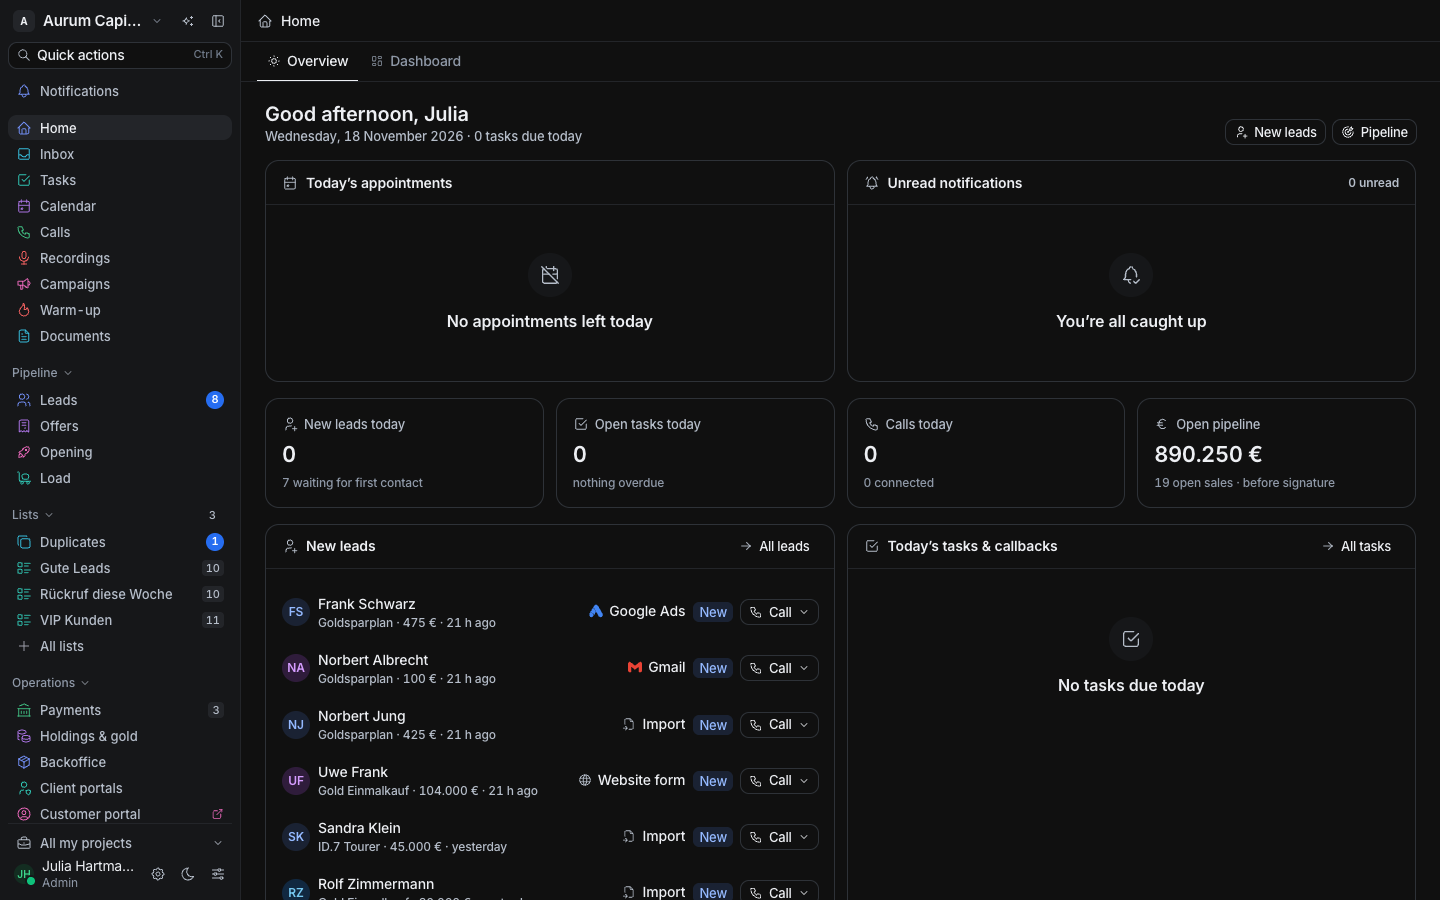 A Aurum Capi...
Quick actions Ctrl K
Notifications
Home
Inbox
Tasks
Calendar
Calls
Recordings
Campaigns
Warm-up
Documents
Pipeline
Leads 8
Offers
Opening
Load
Lists 3
Duplicates 1
Gute Leads 10
Rückruf diese Woche 10
VIP Kunden 11
All lists
Operations
Payments 3
Holdings & gold
Backoffice
Client portals
Customer portal
All my projects
JH Julia Hartma...
Admin
Home
Overview Dashboard
Good afternoon, Julia
Wednesday, 18 November 2026 · 0 tasks due today
New leads Pipeline
Today's appointments
No appointments left today
Unread notifications 0 unread
You're all caught up
New leads today
0
7 waiting for first contact
Open tasks today
0
nothing overdue
Calls today
0
0 connected
€ Open pipeline
890.250 €
19 open sales · before signature
New leads All leads
FS Frank Schwarz Google Ads New Call
Goldsparplan · 475 € · 21 h ago
NA Norbert Albrecht Gmail New Call
Goldsparplan · 100 € · 21 h ago
NJ Norbert Jung Import New Call
Goldsparplan · 425 € · 21 h ago
UF Uwe Frank Website form New Call
Gold Einmalkauf · 104.000 € · 21 h ago
SK Sandra Klein Import New Call
ID.7 Tourer · 45.000 € · yesterday
RZ Rolf Zimmermann Import New Call
Today's tasks & callbacks All tasks
No tasks due today